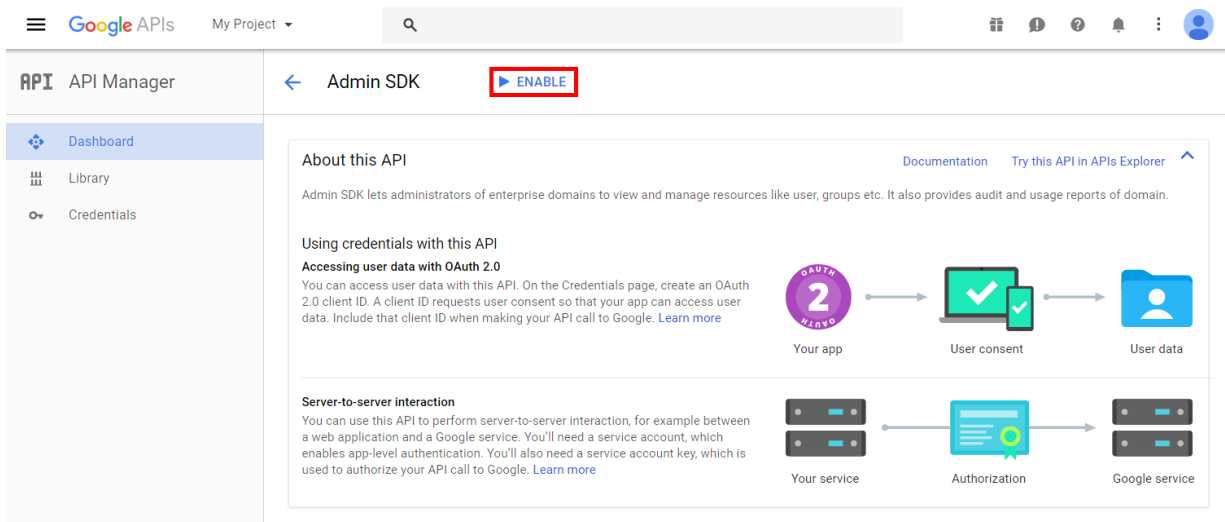 Google APIs My Project
API API Manager
Admin SDK ENABLE
Dashboard
Library
Credentials
About this API Documentation Try this API in APIs Explorer
Admin SDK lets administrators of enterprise domains to view and manage resources like user, groups etc. It also provides audit and usage reports of domain.
Using credentials with this API
Accessing user data with OAuth 2.0
You can access user data with this API. On the Credentials page, create an OAuth
2.0 client ID. A client ID requests user consent so that your app can access user
data. Include that client ID when making your API call to Google. Learn more
OAUTH
2
OAUTH
Your app User consent User data
Server-to-server interaction
You can use this API to perform server-to-server interaction, for example between
a web application and a Google service. You'll need a service account, which
enables app-level authentication. You'll also need a service account key, which is
used to authorize your API call to Google. Learn more
Your service Authorization Google service